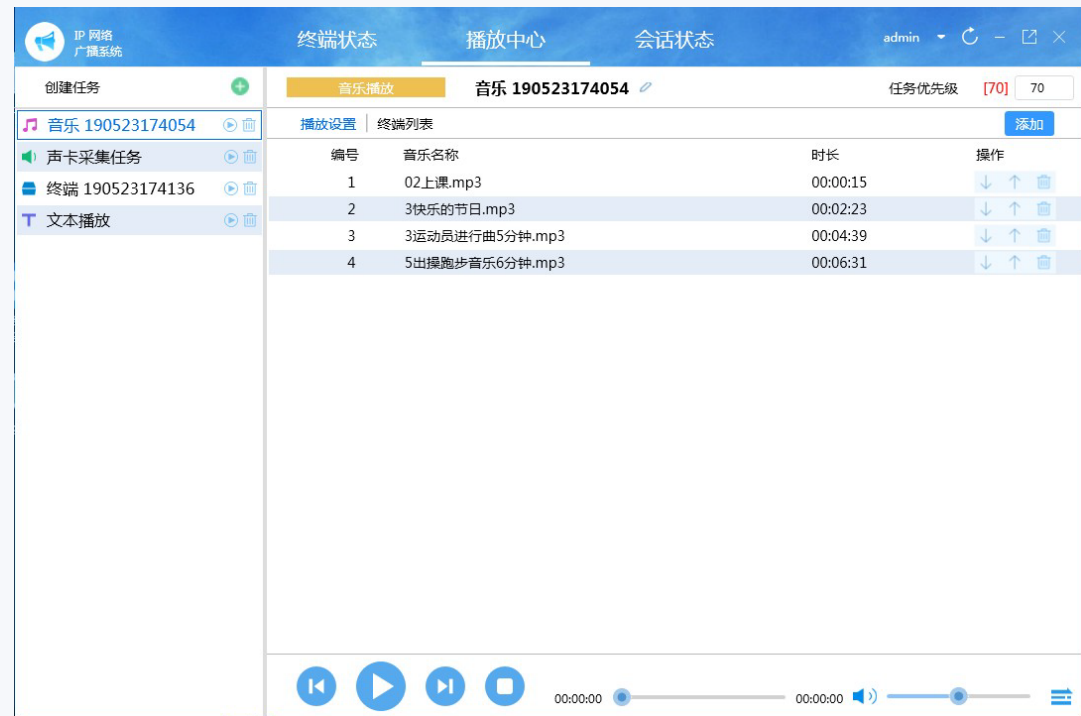 IP 网络
广播系统
终端状态
播放中心
会话状态
admin
创建任务
音乐播放
音乐 190523174054
任务优先级 [70] 70
音乐 190523174054
声卡采集任务
终端 190523174136
文本播放
播放设置 终端列表
添加
编号 音乐名称 时长 操作
1 02上课.mp3 00:00:15
2 3快乐的节日.mp3 00:02:23
3 3运动员进行曲5分钟.mp3 00:04:39
4 5出操跑步音乐6分钟.mp3 00:06:31
00:00:00 00:00:00